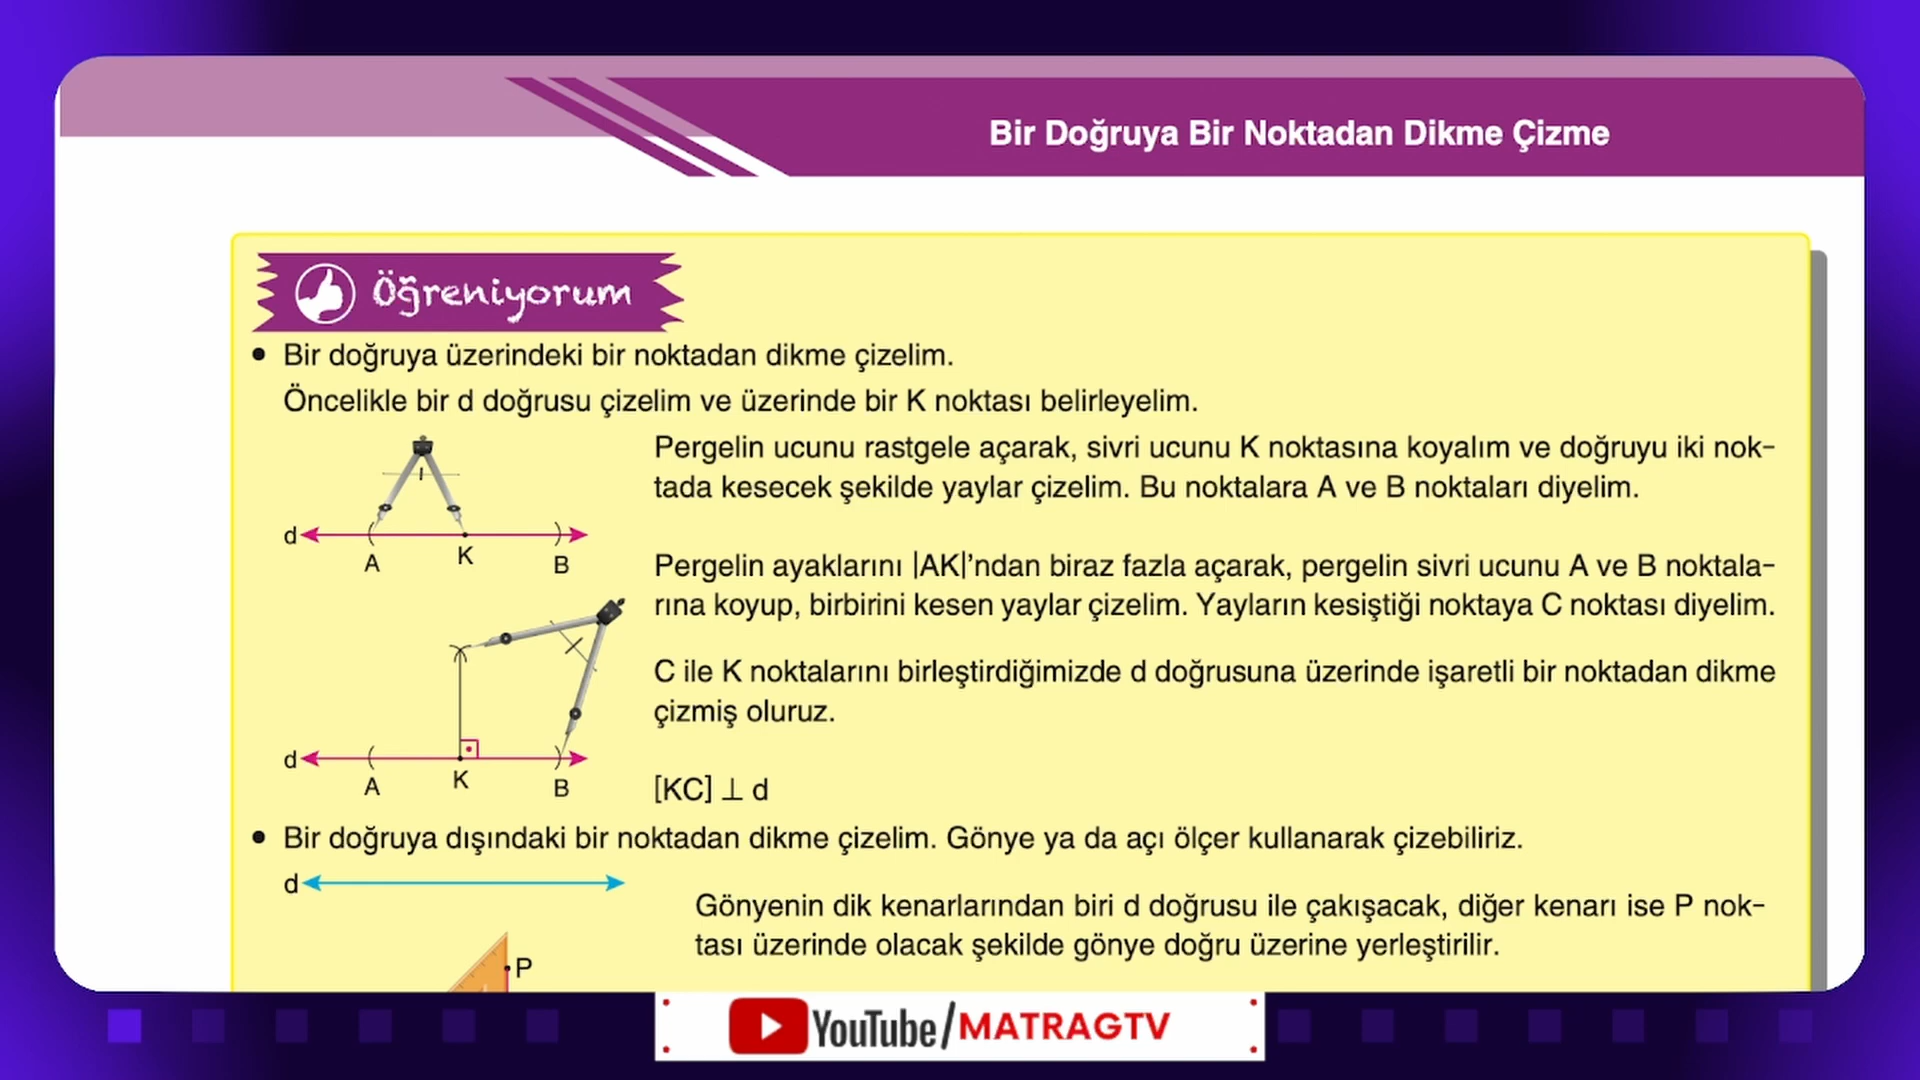 Bir Doğruya Bir Noktadan Dikme Çizme
Öğreniyorum
• Bir doğruya üzerindeki bir noktadan dikme çizelim.
Öncelikle bir d doğrusu çizelim ve üzerinde bir K noktası belirleyelim.
Pergelin ucunu rastgele açarak, sivri ucunu K noktasına koyalım ve doğruyu iki nok-
tada kesecek şekilde yaylar çizelim. Bu noktalara A ve B noktaları diyelim.
d
A K B
Pergelin ayaklarını |AK|’ndan biraz fazla açarak, pergelin sivri ucunu A ve B noktala-
rına koyup, birbirini kesen yaylar çizelim. Yayların kesiştiği noktaya C noktası diyelim.
C ile K noktalarını birleştirdiğimizde d doğrusuna üzerinde işaretli bir noktadan dikme
çizmiş oluruz.
d
A K B
[KC] ⊥ d
• Bir doğruya dışındaki bir noktadan dikme çizelim. Gönye ya da açı ölçer kullanarak çizebiliriz.
d
Gönyenin dik kenarlarından biri d doğrusu ile çakışacak, diğer kenarı ise P nok-
tası üzerinde olacak şekilde gönye doğru üzerine yerleştirilir.
P
YouTube/MATRAGTV